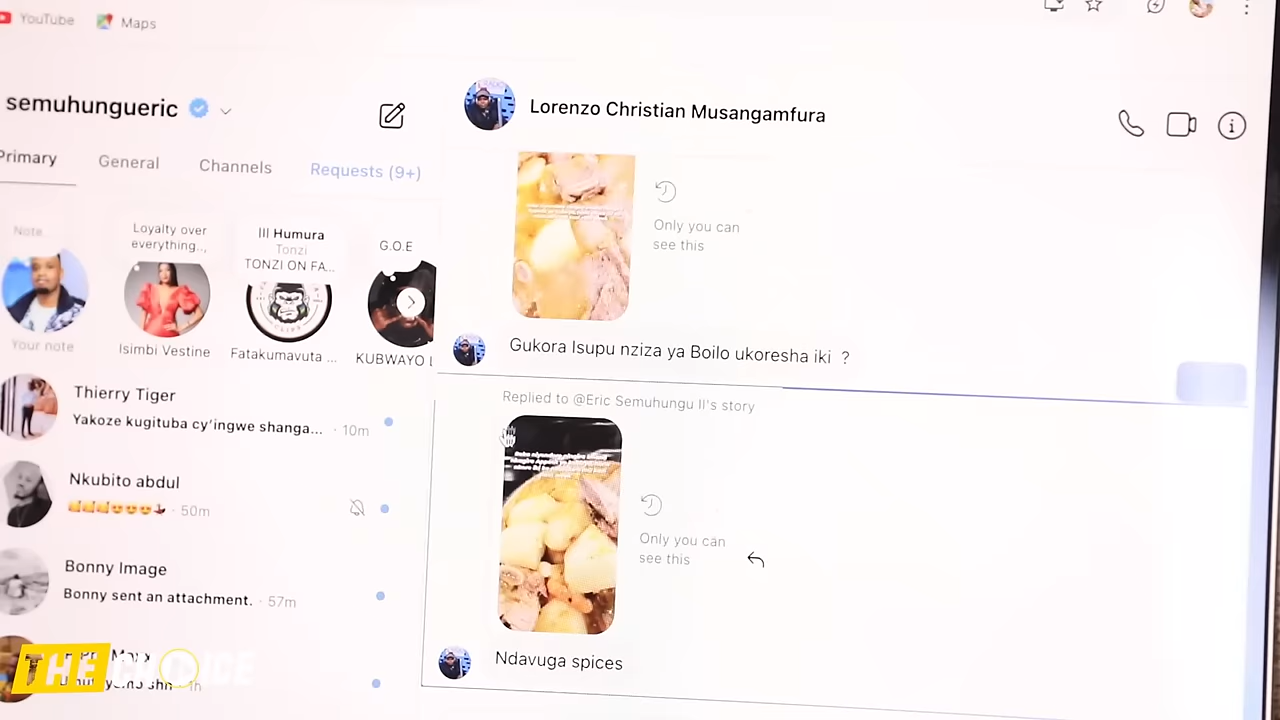 YouTube
Maps
semuhungueric
Primary
General
Channels
Requests (9+)
Note...
Loyalty over
everything...
III Humura
Tonzi
TONZI ON FA...
G.O.E
Your note
Isimbi Vestine
Fatakumavuta ...
KUBWAYO
Thierry Tiger
Yakoze kugituba cy'ingwe shanga... · 10m
Nkubito abdul
· 50m
Bonny Image
Bonny sent an attachment. · 57m
THE CHOICE
Lorenzo Christian Musangamfura
Only you can
see this
Gukora Isupu nziza ya Boilo ukoresha iki ?
Replied to @Eric Semuhungu II's story
Only you can
see this
Ndavuga spices